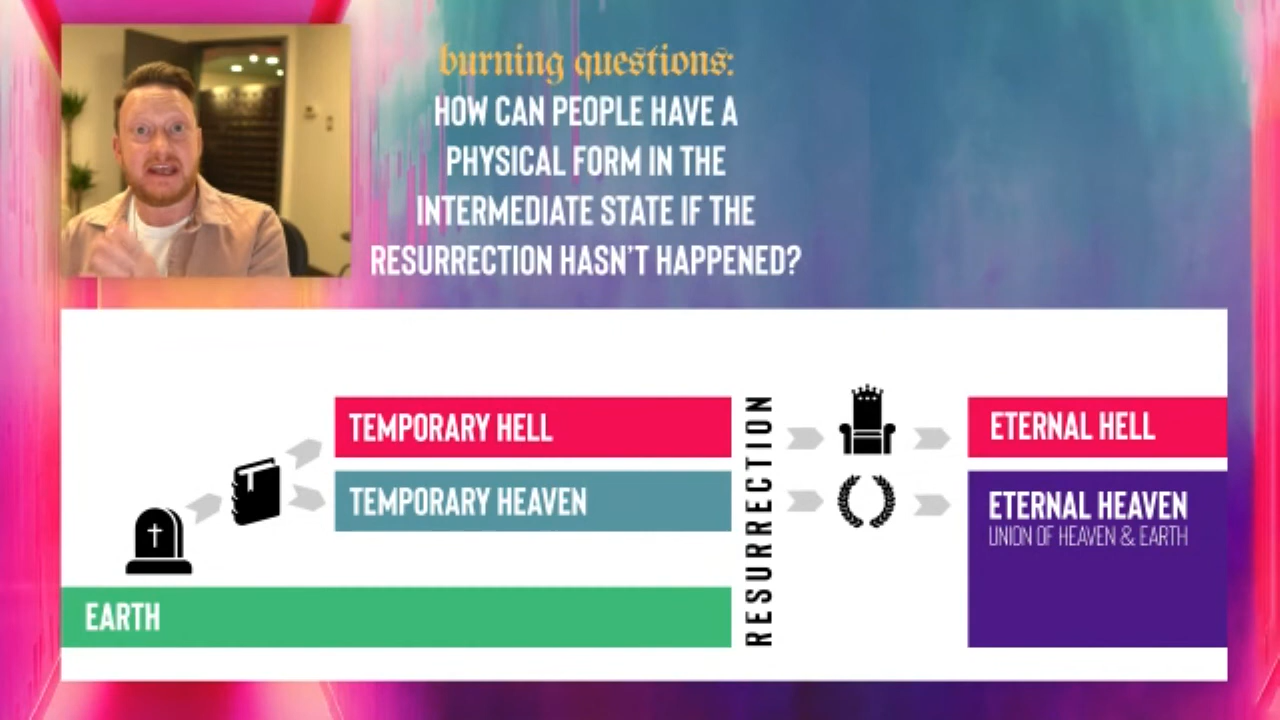 burning questions:
HOW CAN PEOPLE HAVE A
PHYSICAL FORM IN THE
INTERMEDIATE STATE IF THE
RESURRECTION HASN'T HAPPENED?
TEMPORARY HELL
TEMPORARY HEAVEN
EARTH
RESURRECTION
ETERNAL HELL
ETERNAL HEAVEN
UNION OF HEAVEN & EARTH